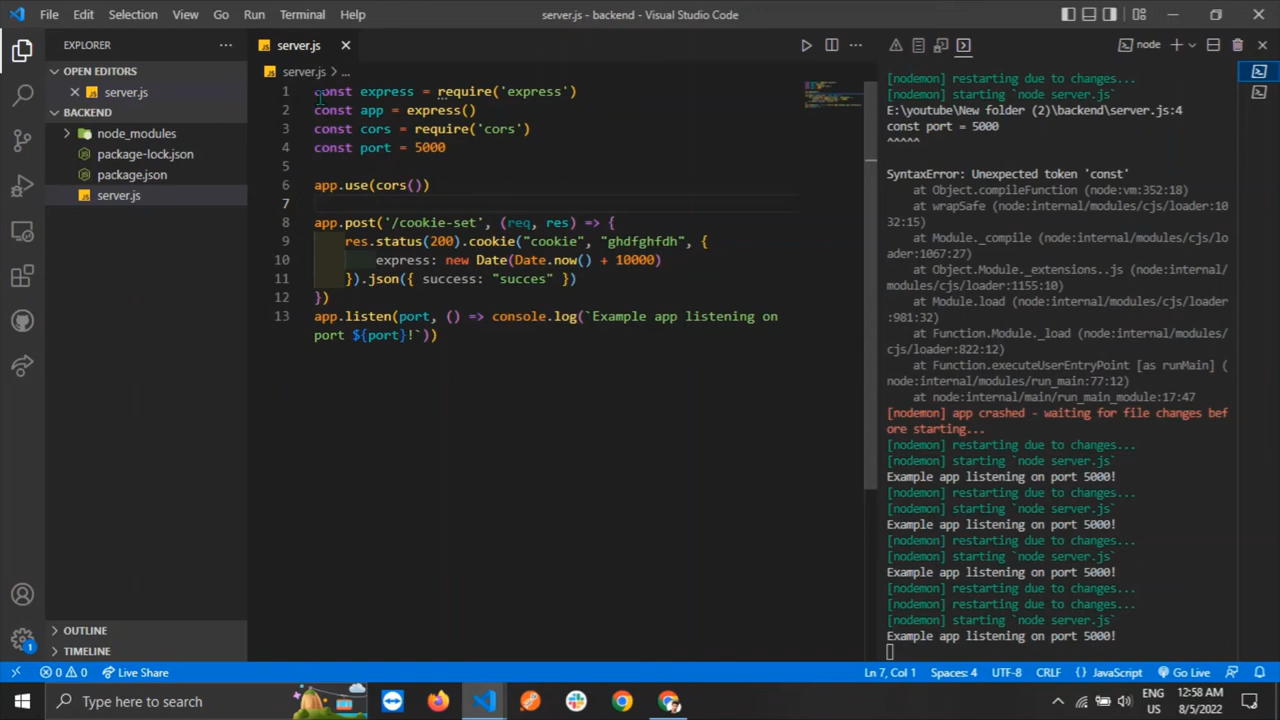 File Edit Selection View Go Run Terminal Help
server.js - backend - Visual Studio Code
EXPLORER
OPEN EDITORS
server.js
BACKEND
node_modules
package-lock.json
package.json
server.js
OUTLINE
TIMELINE
server.js
server.js > ...
1 const express = require('express')
2 const app = express()
3 const cors = require('cors')
4 const port = 5000
5
6 app.use(cors())
7
8 app.post('/cookie-set', (req, res) => {
9 res.status(200).cookie("cookie", "ghdfghfdh", {
10 express: new Date(Date.now() + 10000)
11 }).json({ success: "succes" })
12 })
13 app.listen(port, () => console.log(`Example app listening on
port ${port}!`))
node
[nodemon] restarting due to changes...
[nodemon] starting `node server.js`
E:\youtube\New folder (2)\backend\server.js:4
const port = 5000
^^^^^
SyntaxError: Unexpected token 'const'
at Object.compileFunction (node:vm:352:18)
at wrapSafe (node:internal/modules/cjs/loader:10
32:15)
at Module._compile (node:internal/modules/cjs/lo
ader:1067:27)
at Object.Module._extensions..js (node:internal/
modules/cjs/loader:1155:10)
at Module.load (node:internal/modules/cjs/loader
:981:32)
at Function.Module._load (node:internal/modules/
cjs/loader:822:12)
at Function.executeUserEntryPoint [as runMain] (
node:internal/modules/run_main:77:12)
at node:internal/main/run_main_module:17:47
[nodemon] app crashed - waiting for file changes bef
ore starting...
[nodemon] restarting due to changes...
[nodemon] starting `node server.js`
Example app listening on port 5000!
[nodemon] restarting due to changes...
[nodemon] starting `node server.js`
Example app listening on port 5000!
[nodemon] restarting due to changes...
[nodemon] starting `node server.js`
Example app listening on port 5000!
[nodemon] restarting due to changes...
[nodemon] restarting due to changes...
[nodemon] starting `node server.js`
Example app listening on port 5000!
1
0 0 Live Share
Ln 7, Col 1 Spaces: 4 UTF-8 CRLF {} JavaScript Go Live
Type here to search
ENG
US
12:58 AM
8/5/2022